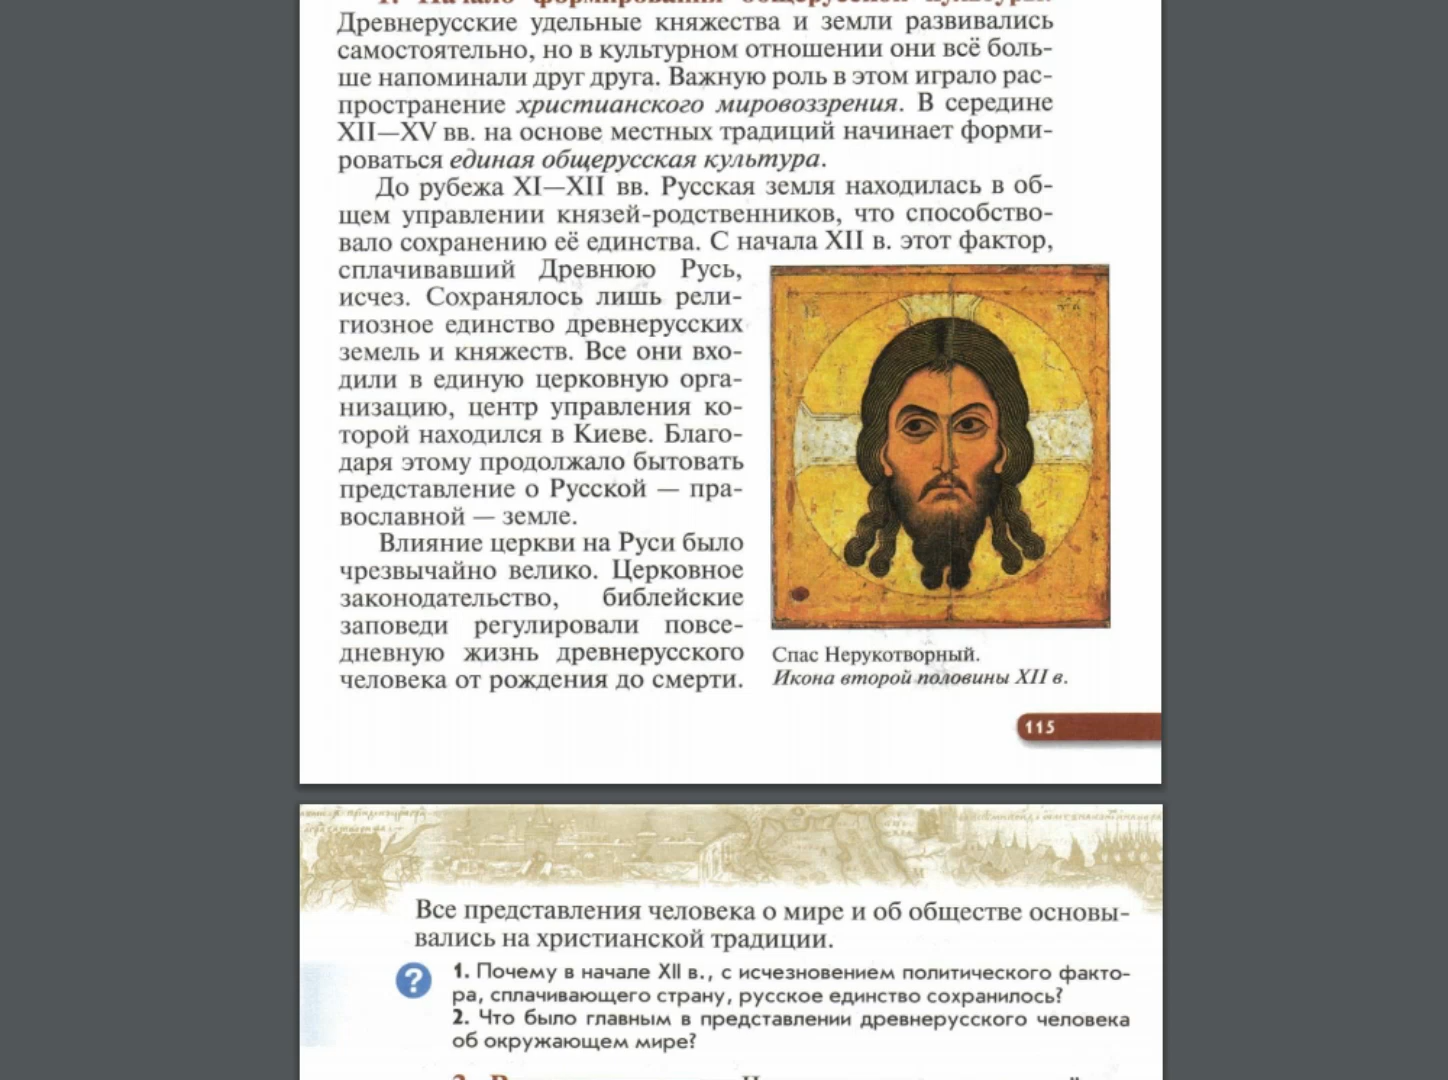 1. Начало формирования общерусской культуры.
Древнерусские удельные княжества и земли развивались
самостоятельно, но в культурном отношении они всё боль-
ше напоминали друг друга. Важную роль в этом играло рас-
пространение христианского мировоззрения. В середине
XII—XV вв. на основе местных традиций начинает форми-
роваться единая общерусская культура.
До рубежа XI—XII вв. Русская земля находилась в об-
щем управлении князей-родственников, что способство-
вало сохранению её единства. С начала XII в. этот фактор,
сплачивавший Древнюю Русь,
исчез. Сохранялось лишь рели-
гиозное единство древнерусских
земель и княжеств. Все они вхо-
дили в единую церковную орга-
низацию, центр управления ко-
торой находился в Киеве. Благо-
даря этому продолжало бытовать
представление о Русской — пра-
вославной — земле.
Влияние церкви на Руси было
чрезвычайно велико. Церковное
законодательство, библейские
заповеди регулировали повсе-
дневную жизнь древнерусского
человека от рождения до смерти.
Спас Нерукотворный.
Икона второй половины XII в.
115
Все представления человека о мире и об обществе основы-
вались на христианской традиции.
?
1. Почему в начале XII в., с исчезновением политического факто-
ра, сплачивающего страну, русское единство сохранилось?
2. Что было главным в представлении древнерусского человека
об окружающем мире?